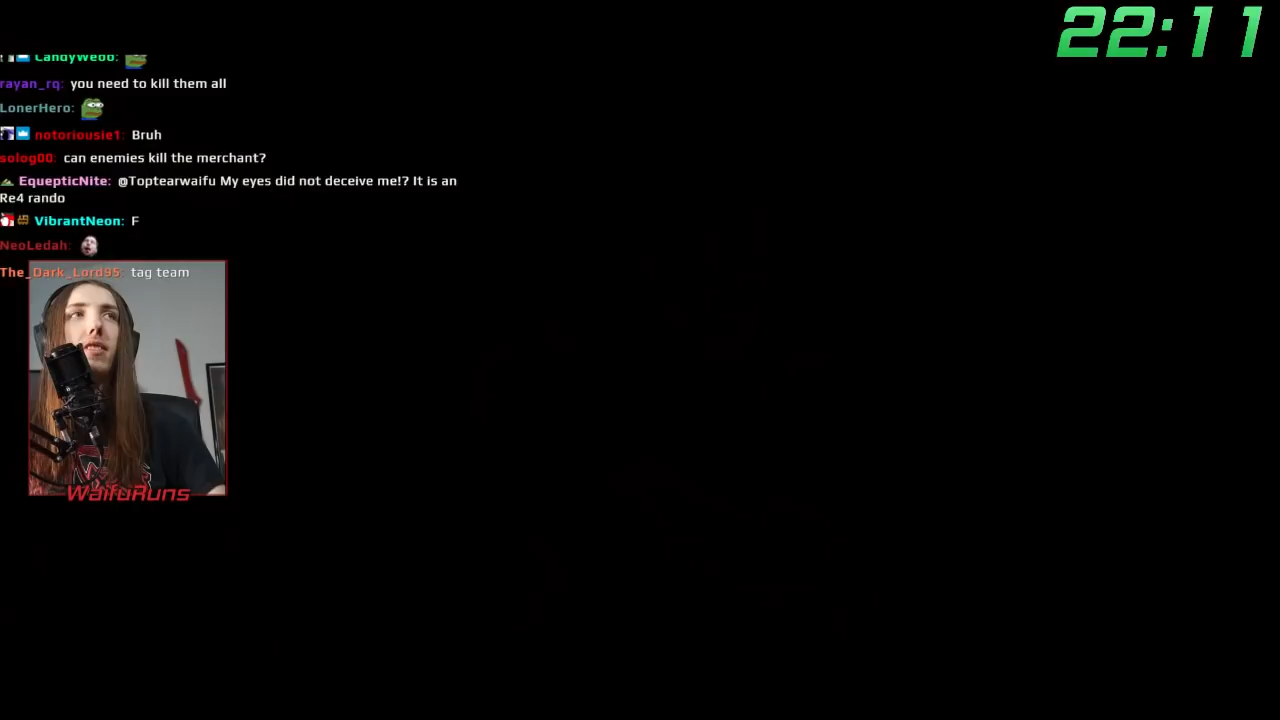 22:11
CandyWeoo:
rayan_rq: you need to kill them all
LonerHero:
notoriousie1: Bruh
solog00: can enemies kill the merchant?
EquepticNite: @Toptearwaifu My eyes did not deceive me!? It is an
Re4 rando
VibrantNeon: F
NeoLedah:
The_Dark_Lord95: tag team
WaifuRuns